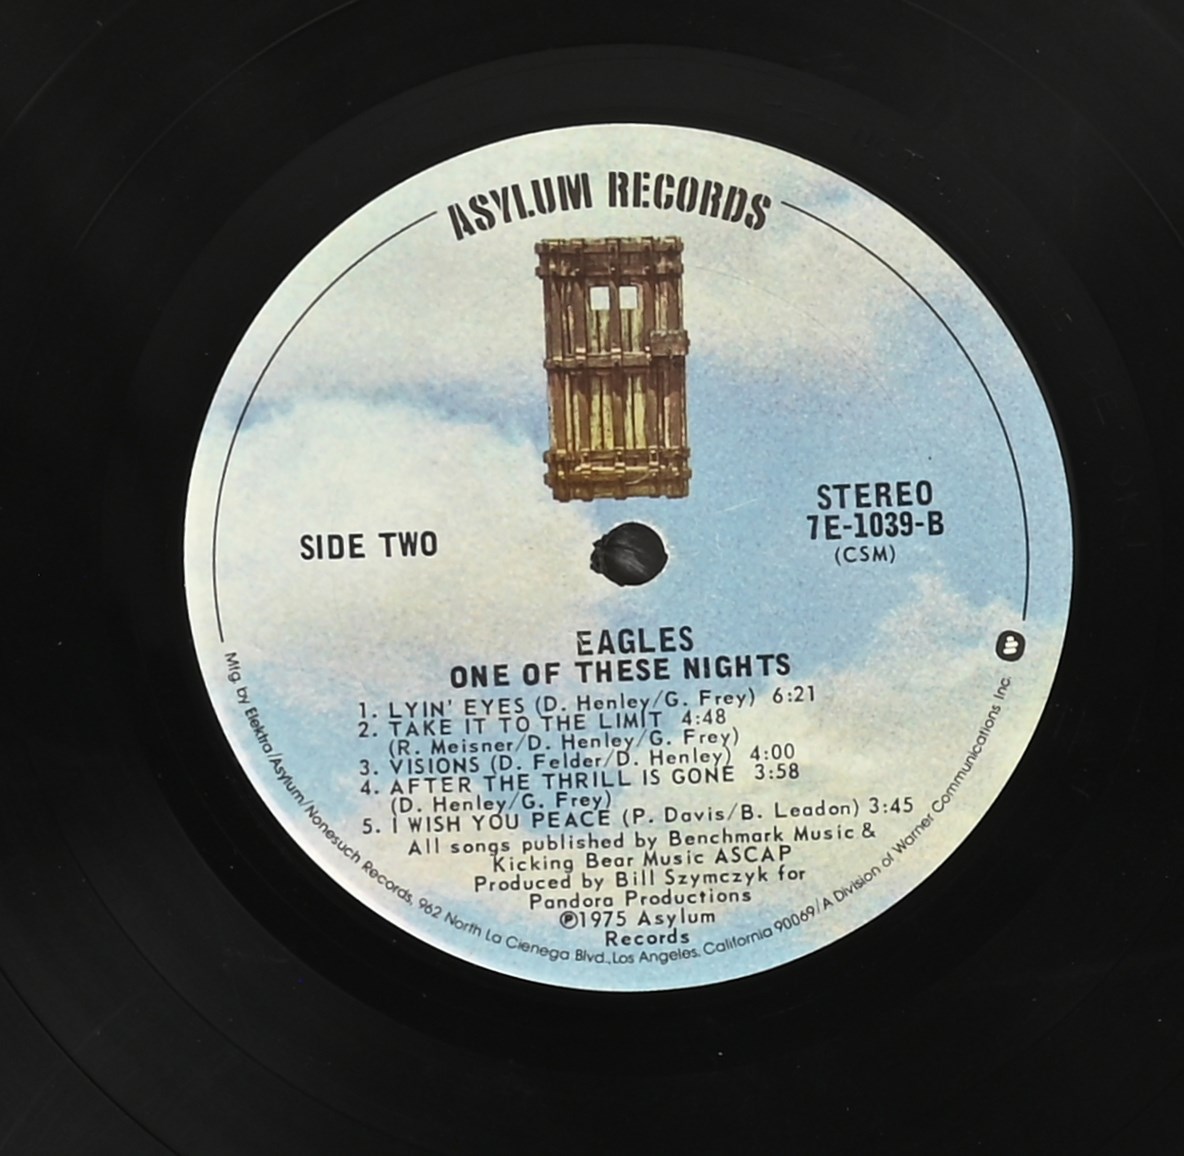 ASYLUM RECORDS
SIDE TWO
STEREO
7E-1039-B
(CSM)
EAGLES
ONE OF THESE NIGHTS
1. LYIN' EYES (D. Henley/G. Frey) 6:21
2. TAKE IT TO THE LIMIT 4:48
(R. Meisner/D. Henley/G. Frey)
3. VISIONS (D. Felder/D. Henley) 4:00
4. AFTER THE THRILL IS GONE 3:58
(D. Henley/G. Frey)
5. I WISH YOU PEACE (P. Davis/B. Leadon) 3:45
All songs published by Benchmark Music &
Kicking Bear Music ASCAP
Produced by Bill Szymczyk for
Pandora Productions
℗1975 Asylum
Records
Mfg. by Elektra/Asylum/Nonesuch Records, 962 North La Cienega Blvd., Los Angeles, California 90069/A Division of Warner Communications Inc.